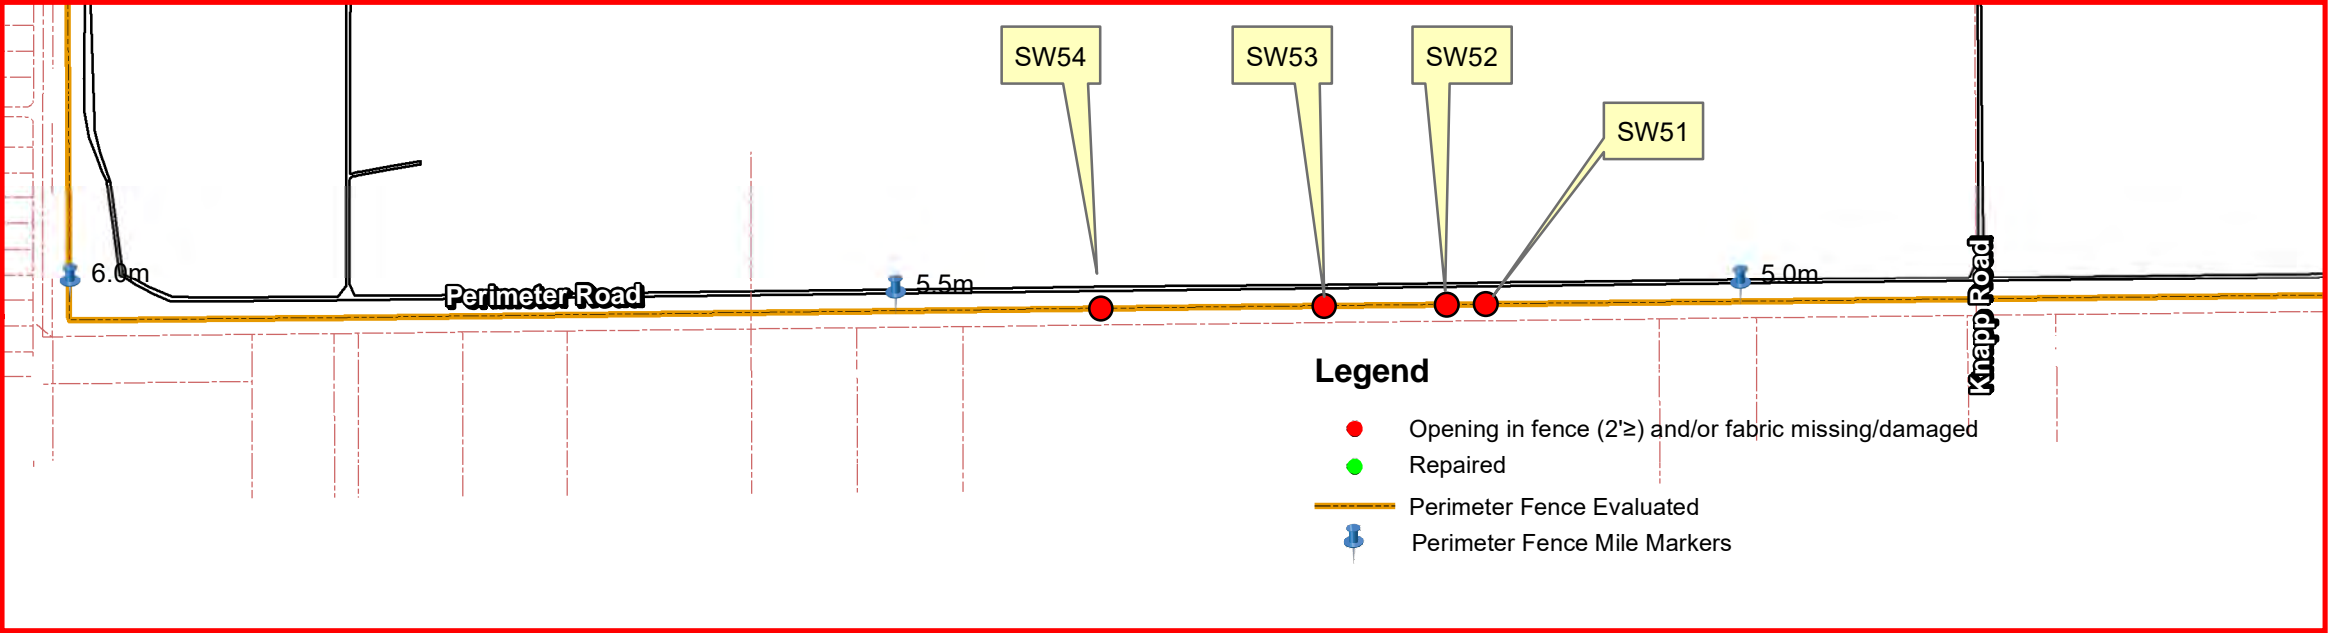 SW54
SW53
SW52
SW51
6.0m
5.5m
5.0m
Perimeter Road
Knapp Road
Legend
Opening in fence (2'≥) and/or fabric missing/damaged
Repaired
Perimeter Fence Evaluated
Perimeter Fence Mile Markers